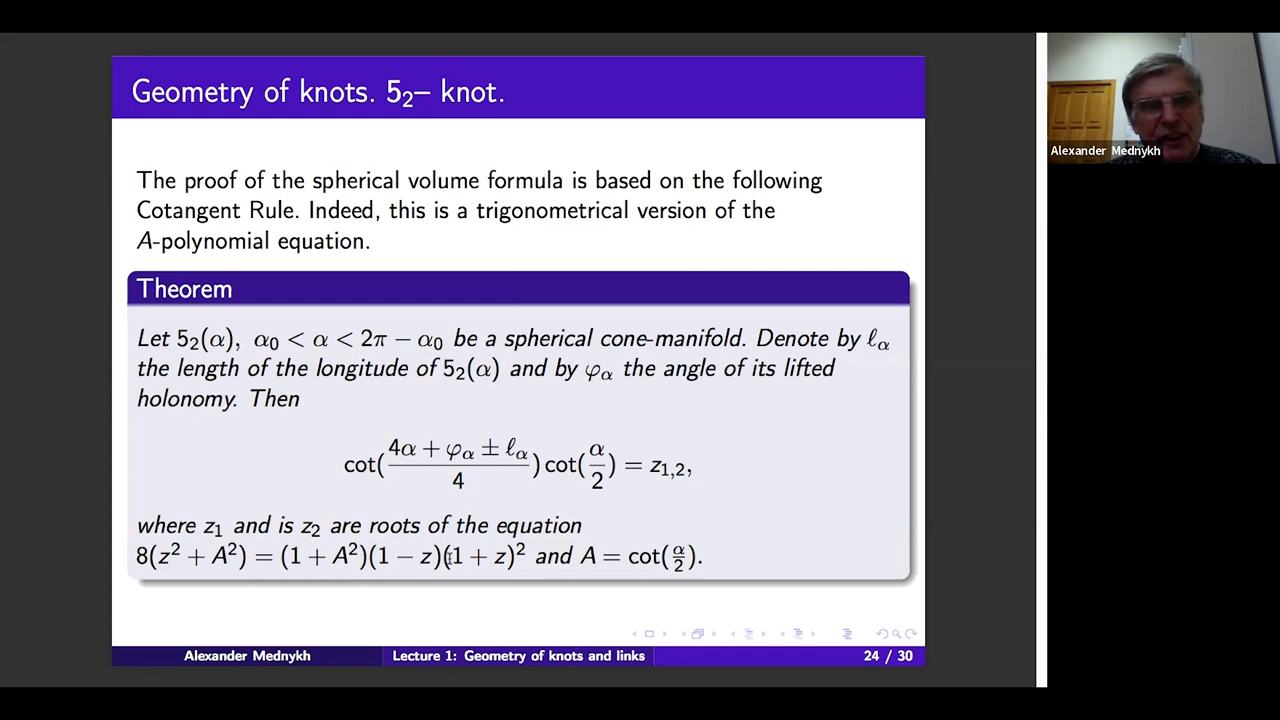 Geometry of knots. 5₂– knot.
The proof of the spherical volume formula is based on the following
Cotangent Rule. Indeed, this is a trigonometrical version of the
A-polynomial equation.
Theorem
Let 5₂(α), α₀ < α < 2π − α₀ be a spherical cone-manifold. Denote by ℓ_α
the length of the longitude of 5₂(α) and by φ_α the angle of its lifted
holonomy. Then
cot((4α + φ_α ± ℓ_α)/4) cot(α/2) = z₁,₂,
where z₁ and is z₂ are roots of the equation
8(z² + A²) = (1 + A²)(1 − z)(1 + z)² and A = cot(α/2).
Alexander Mednykh Lecture 1: Geometry of knots and links 24 / 30
Alexander Mednykh